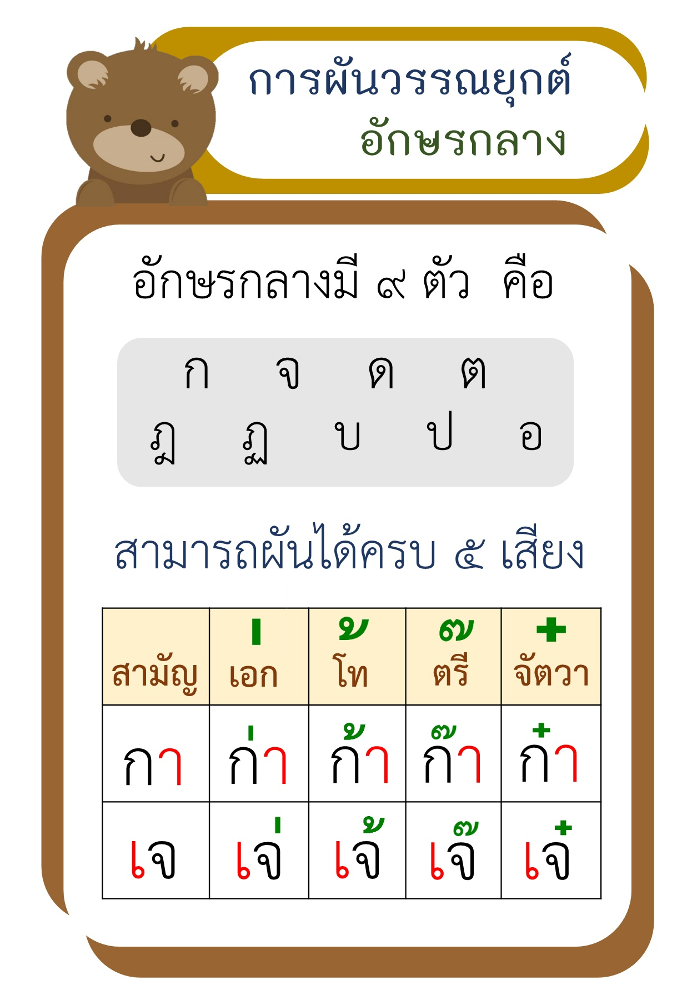 การผันวรรณยุกต์
อักษรกลาง
อักษรกลางมี ๙ ตัว คือ
ก จ ด ต
ฎ ฏ บ ป อ
สามารถผันได้ครบ ๕ เสียง
่ ้ ๊ ๋
สามัญ เอก โท ตรี จัตวา
กา ก่า ก้า ก๊า ก๋า
เจ เจ่ เจ้ เจ๊ เจ๋